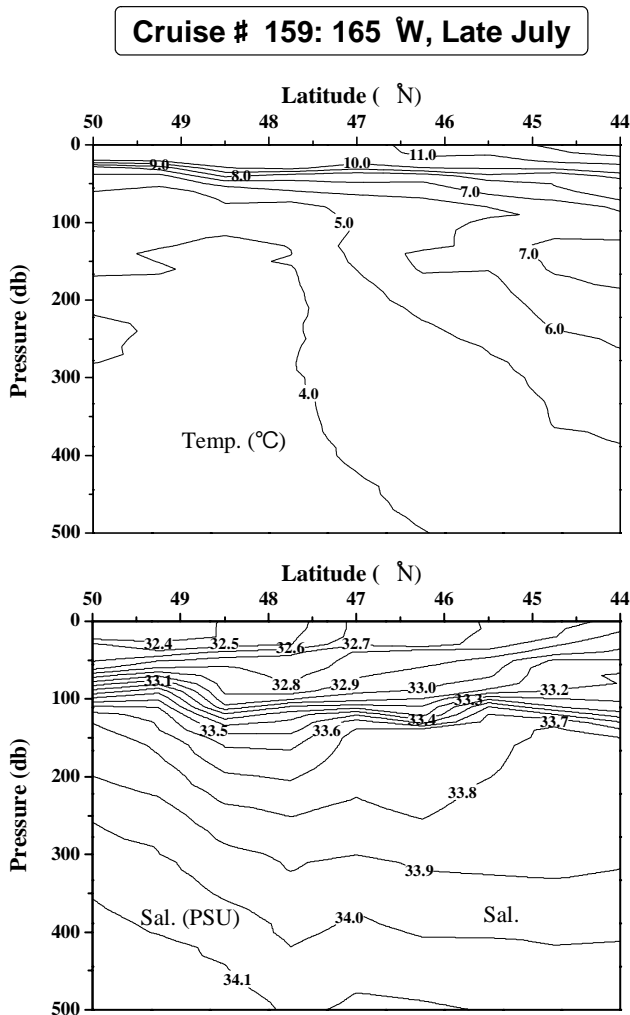 Cruise # 159: 165 °W, Late July
Latitude ( °N)
50 49 48 47 46 45 44
0
11.0
9.0 10.0
8.0
7.0
100
5.0
7.0
200
6.0
Pressure (db)
300
4.0
Temp. (℃)
400
500
Latitude ( °N)
50 49 48 47 46 45 44
0
32.4 32.5 32.6 32.7
33.1 32.8 32.9 33.0 33.2
100
33.3
33.5 33.6 33.4 33.7
200
33.8
Pressure (db)
300
33.9
Sal. (PSU) 34.0 Sal.
400
34.1
500